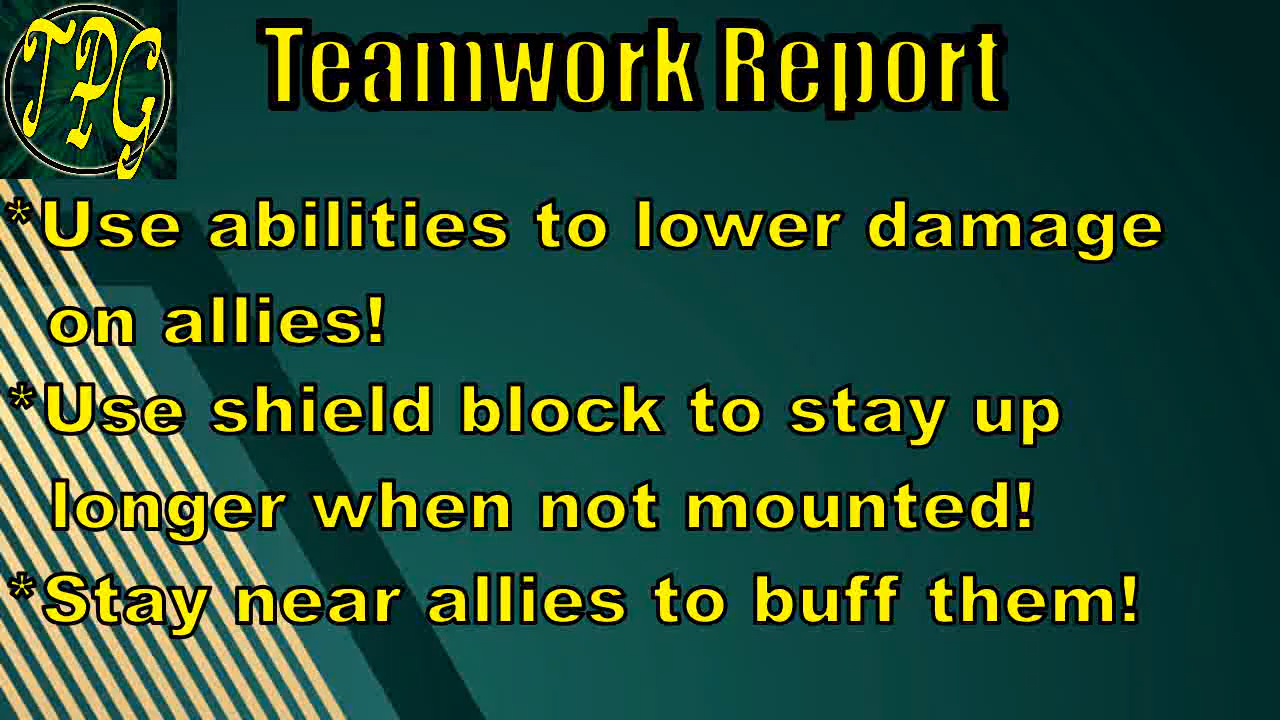 TPG
Teamwork Report
*Use abilities to lower damage
on allies!
*Use shield block to stay up
longer when not mounted!
*Stay near allies to buff them!